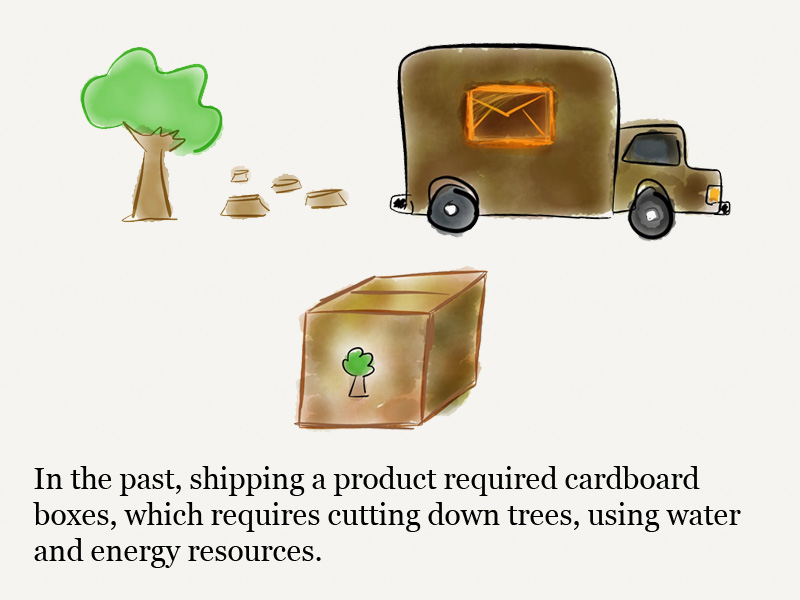 In the past, shipping a product required cardboard
boxes, which requires cutting down trees, using water
and energy resources.